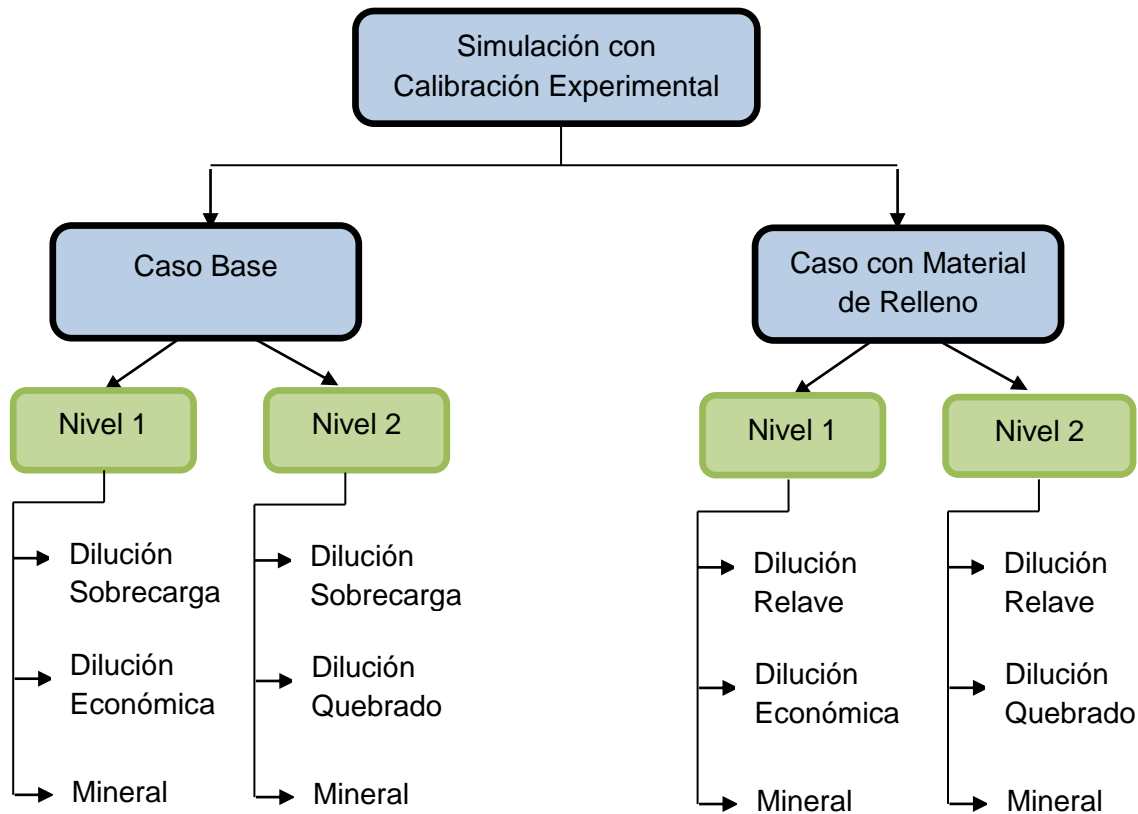 Simulación con
Calibración Experimental
Caso Base
Caso con Material
de Relleno
Nivel 1
Nivel 2
Nivel 1
Nivel 2
Dilución
Sobrecarga
Dilución
Económica
Mineral
Dilución
Sobrecarga
Dilución
Quebrado
Mineral
Dilución
Relave
Dilución
Económica
Mineral
Dilución
Relave
Dilución
Quebrado
Mineral